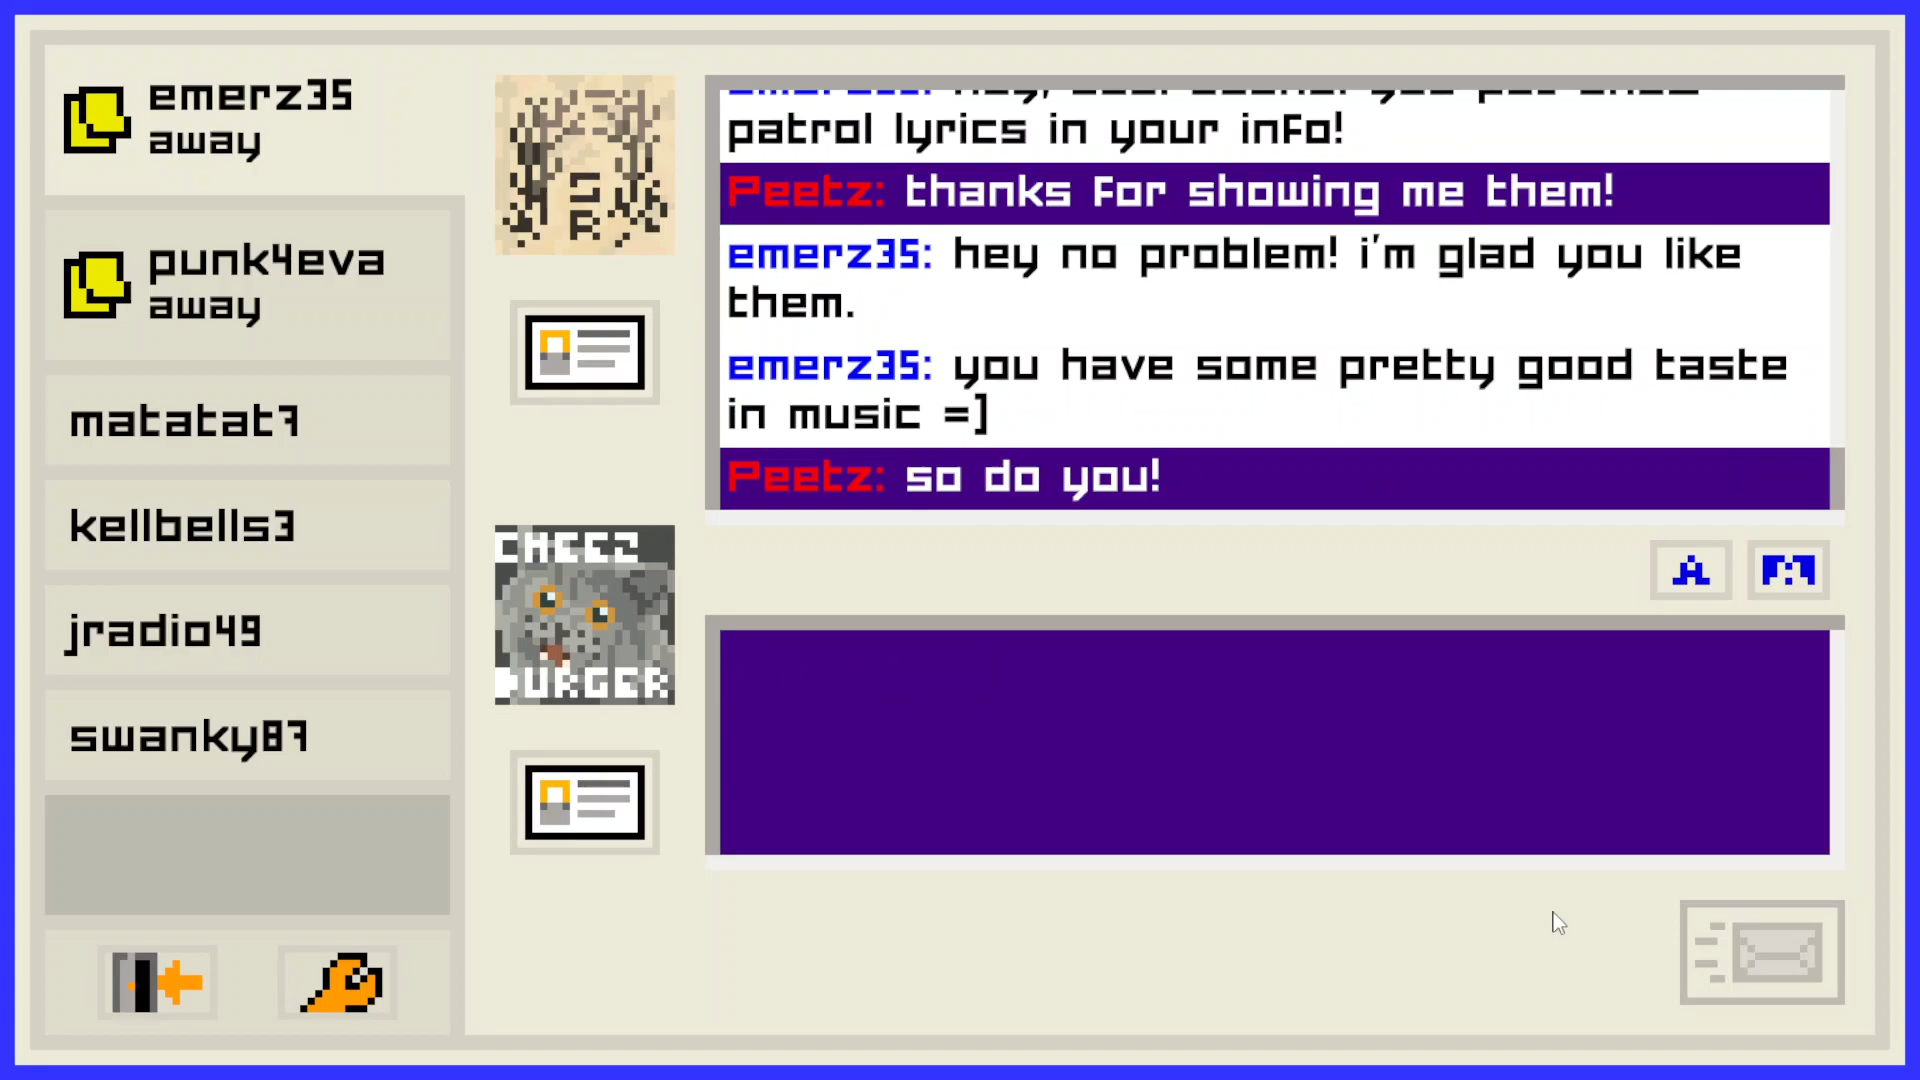 emerz35
away
punk4eva
away
matatat7
kellbells3
jradio49
swanky87
CHEEZ
BURGER
patrol lyrics in your info!
Peetz: thanks for showing me them!
emerz35: hey no problem! i'm glad you like
them.
emerz35: you have some pretty good taste
in music =]
Peetz: so do you!
A